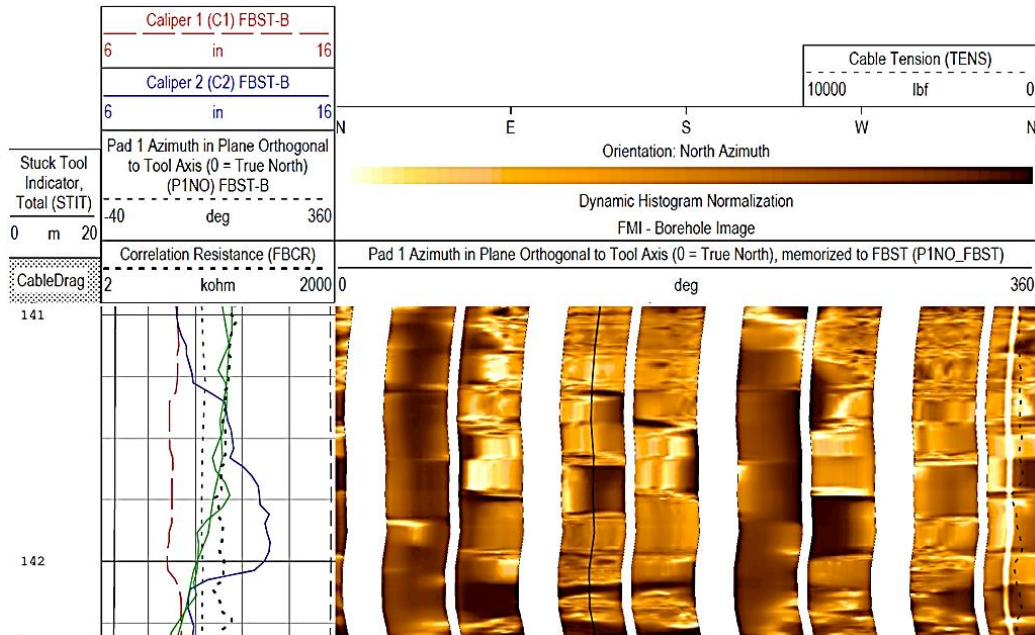 Caliper 1 (C1) FBST-B
6 in 16
Caliper 2 (C2) FBST-B
6 in 16
Cable Tension (TENS)
10000 lbf 0
N E S W N
Pad 1 Azimuth in Plane Orthogonal
to Tool Axis (0 = True North)
(P1NO) FBST-B
-40 deg 360
Stuck Tool
Indicator,
Total (STIT)
0 m 20
Orientation: North Azimuth
Dynamic Histogram Normalization
FMI - Borehole Image
CableDrag
Correlation Resistance (FBCR)
2 kohm 2000
Pad 1 Azimuth in Plane Orthogonal to Tool Axis (0 = True North), memorized to FBST (P1NO_FBST)
0 deg 360
141
142